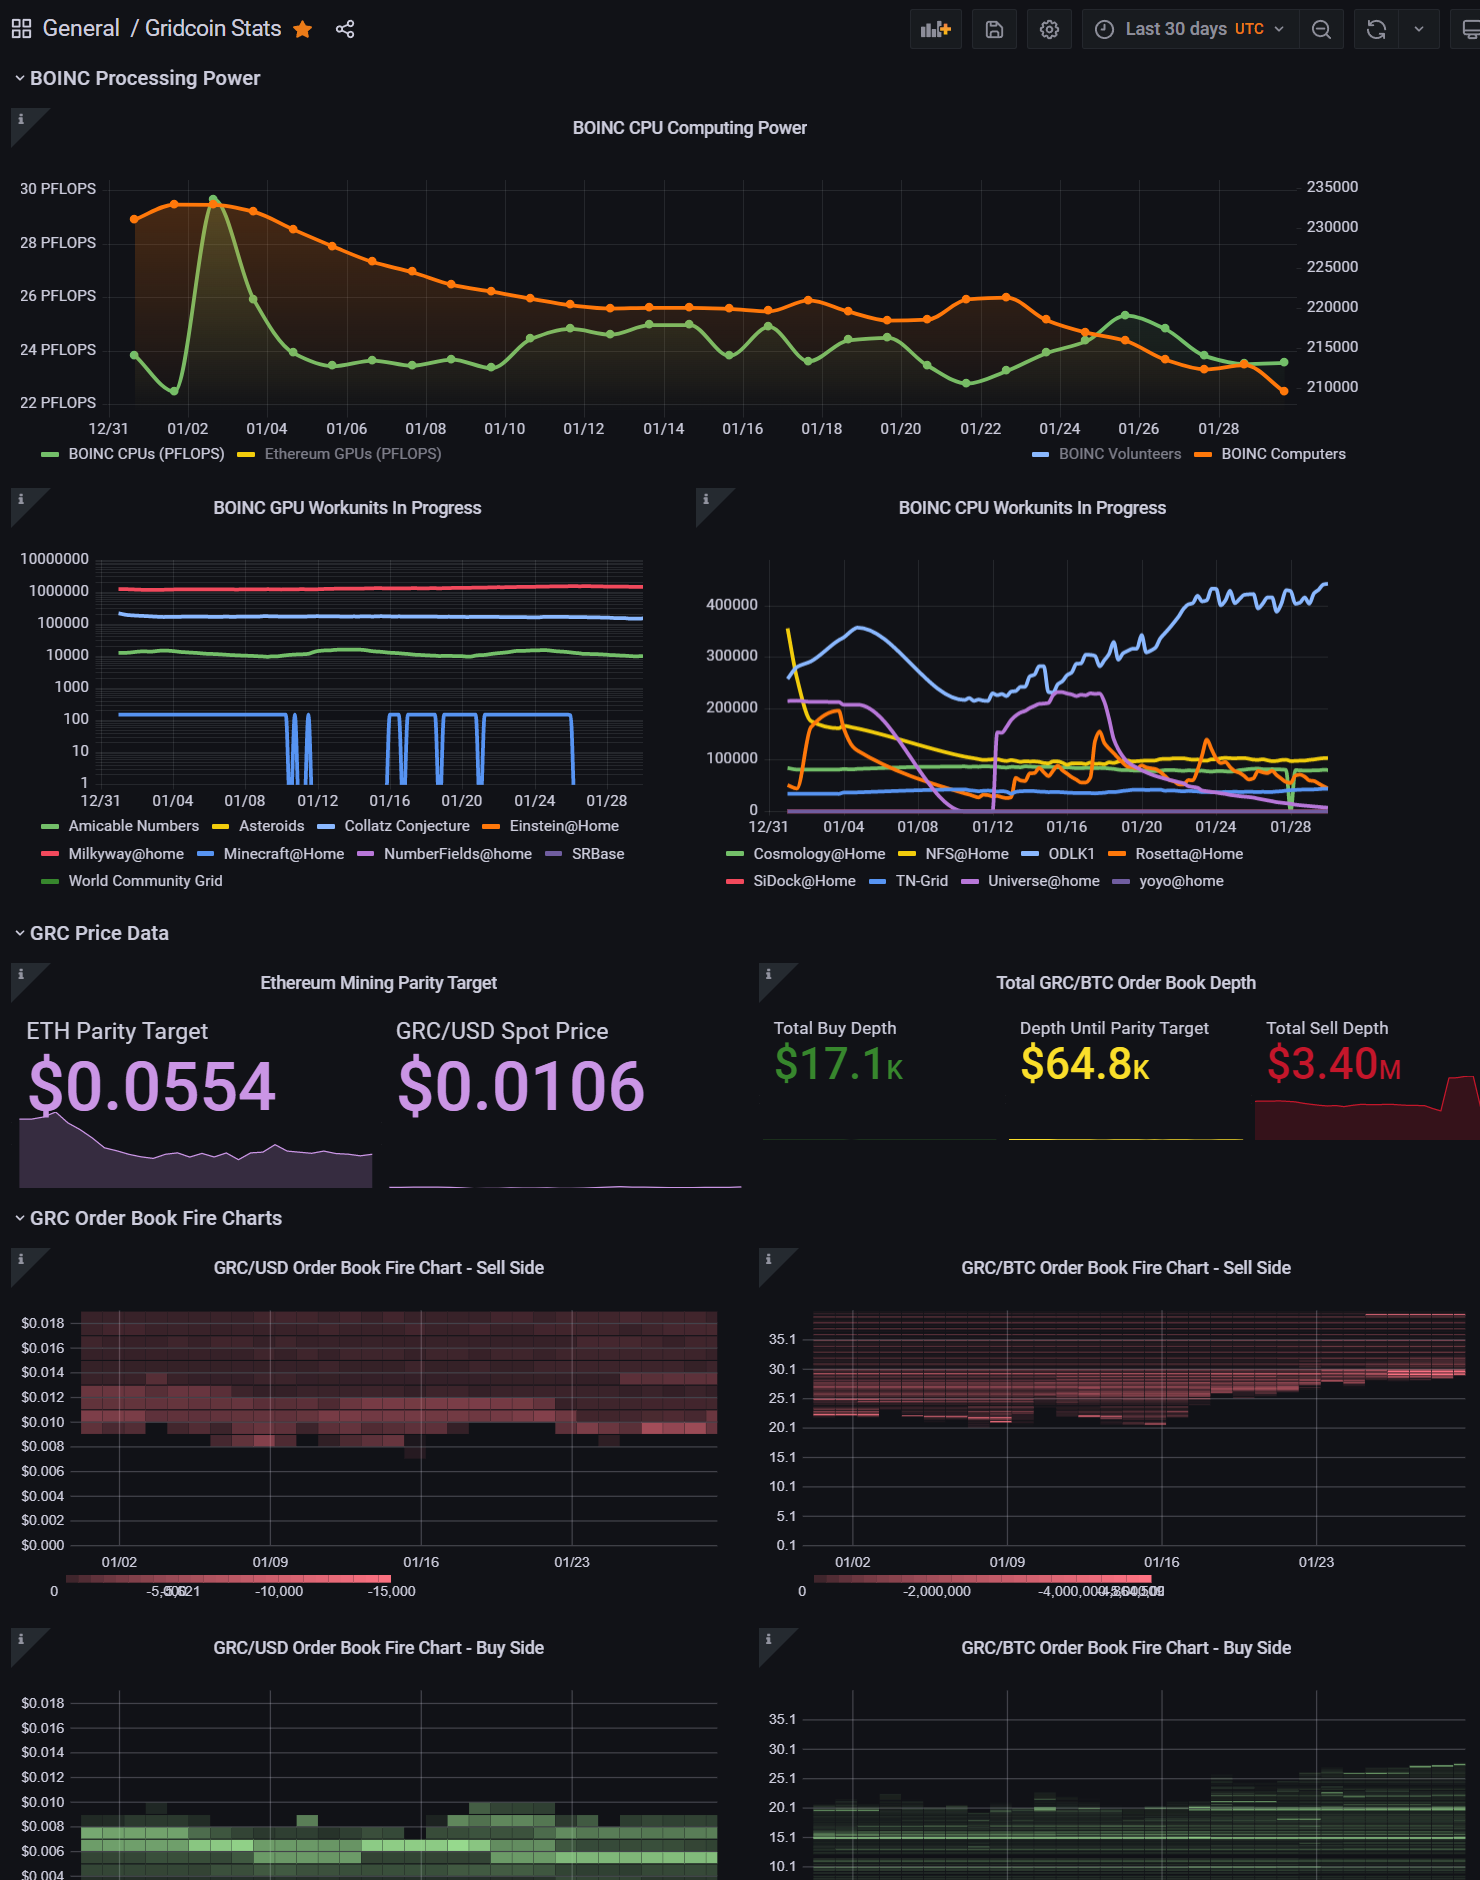 General / Gridcoin Stats
Last 30 days UTC
BOINC Processing Power
BOINC CPU Computing Power
30 PFLOPS
28 PFLOPS
26 PFLOPS
24 PFLOPS
22 PFLOPS
235000
230000
225000
220000
215000
210000
12/31 01/02 01/04 01/06 01/08 01/10 01/12 01/14 01/16 01/18 01/20 01/22 01/24 01/26 01/28
BOINC CPUs (PFLOPS) Ethereum GPUs (PFLOPS) BOINC Volunteers BOINC Computers
BOINC GPU Workunits In Progress
10000000
1000000
100000
10000
1000
100
10
1
12/31 01/04 01/08 01/12 01/16 01/20 01/24 01/28
Amicable Numbers Asteroids Collatz Conjecture Einstein@Home
Milkyway@home Minecraft@Home NumberFields@home SRBase
World Community Grid
BOINC CPU Workunits In Progress
400000
300000
200000
100000
0
12/31 01/04 01/08 01/12 01/16 01/20 01/24 01/28
Cosmology@Home NFS@Home ODLK1 Rosetta@Home
SiDock@Home TN-Grid Universe@home yoyo@home
GRC Price Data
Ethereum Mining Parity Target
ETH Parity Target
$0.0554
GRC/USD Spot Price
$0.0106
Total GRC/BTC Order Book Depth
Total Buy Depth
$17.1K
Depth Until Parity Target
$64.8K
Total Sell Depth
$3.40M
GRC Order Book Fire Charts
GRC/USD Order Book Fire Chart - Sell Side
$0.018
$0.016
$0.014
$0.012
$0.010
$0.008
$0.006
$0.004
$0.002
$0.000
01/02 01/09 01/16 01/23
0 -10,000 -15,000
GRC/BTC Order Book Fire Chart - Sell Side
35.1
30.1
25.1
20.1
15.1
10.1
5.1
0.1
01/02 01/09 01/16 01/23
0 -2,000,000
GRC/USD Order Book Fire Chart - Buy Side
$0.018
$0.016
$0.014
$0.012
$0.010
$0.008
$0.006
$0.004
GRC/BTC Order Book Fire Chart - Buy Side
35.1
30.1
25.1
20.1
15.1
10.1